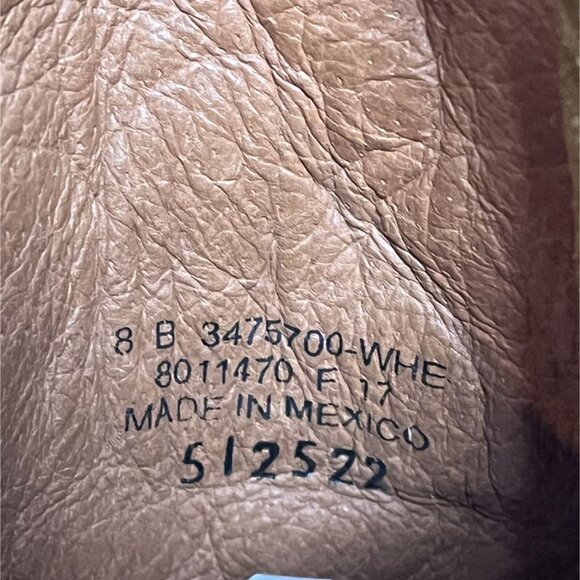 8 B 3475700-WHE
8011470 F 17
MADE IN MEXICO
512522